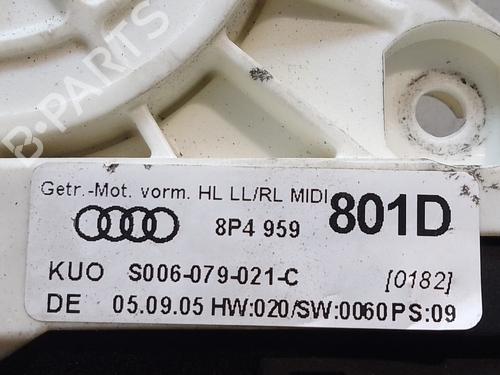 B-PARTS
Getr.-Mot. vorm. HL LL/RL MIDI
8P4 959 801D
KUO S006-079-021-C [0182]
DE 05.09.05 HW:020/SW:0060 PS:09